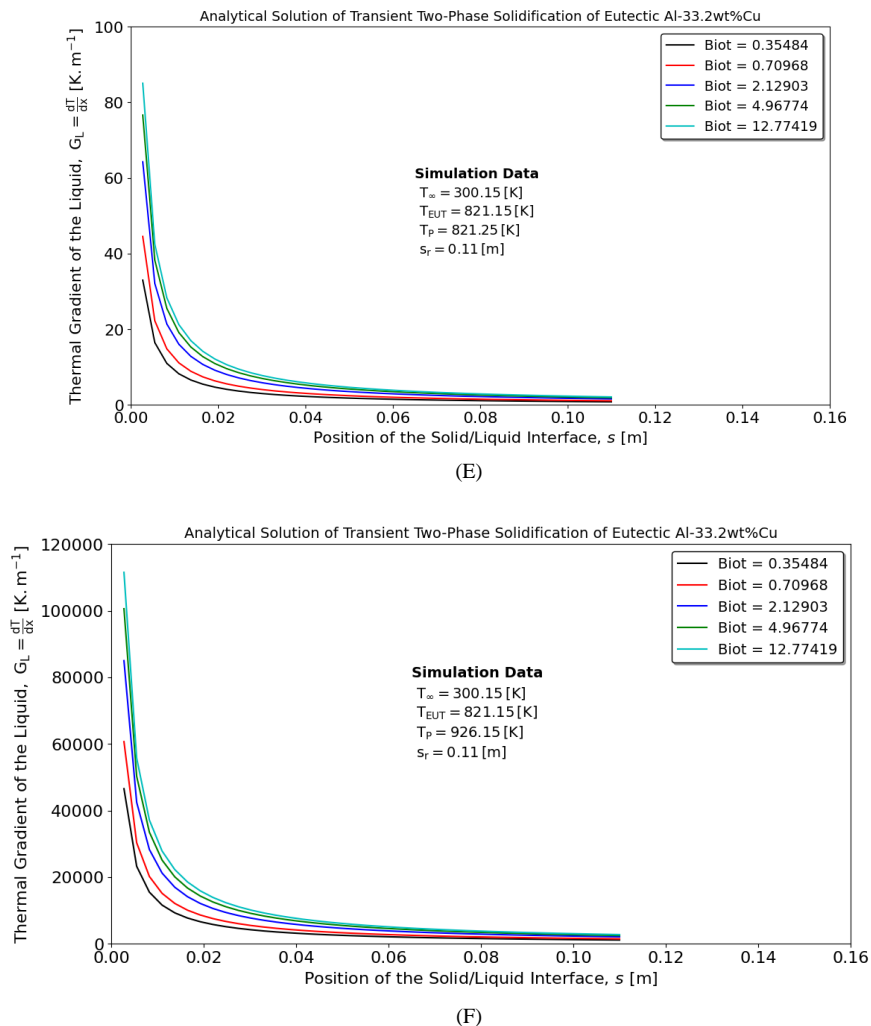 Analytical Solution of Transient Two-Phase Solidification of Eutectic Al-33.2wt%Cu
Thermal Gradient of the Liquid, G_L = dT/dx [K.m⁻¹]
100
80
60
40
20
0
Biot = 0.35484
Biot = 0.70968
Biot = 2.12903
Biot = 4.96774
Biot = 12.77419
Simulation Data
T∞ = 300.15 [K]
T_EUT = 821.15 [K]
T_P = 821.25 [K]
s_r = 0.11 [m]
0.00 0.02 0.04 0.06 0.08 0.10 0.12 0.14 0.16
Position of the Solid/Liquid Interface, s [m]
(E)
Analytical Solution of Transient Two-Phase Solidification of Eutectic Al-33.2wt%Cu
Thermal Gradient of the Liquid, G_L = dT/dx [K.m⁻¹]
120000
100000
80000
60000
40000
20000
0
Biot = 0.35484
Biot = 0.70968
Biot = 2.12903
Biot = 4.96774
Biot = 12.77419
Simulation Data
T∞ = 300.15 [K]
T_EUT = 821.15 [K]
T_P = 926.15 [K]
s_r = 0.11 [m]
0.00 0.02 0.04 0.06 0.08 0.10 0.12 0.14 0.16
Position of the Solid/Liquid Interface, s [m]
(F)